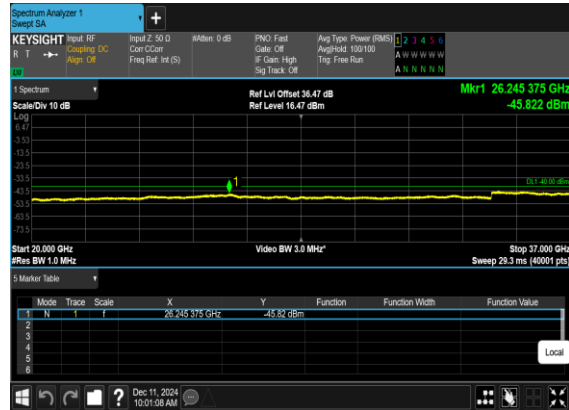 Spectrum Analyzer 1
Swept SA
+
KEYSIGHT Input: RF Input Z: 50 Ω #Atten: 0 dB PNO: Fast Avg Type: Power (RMS) 1 2 3 4 5 6
R T Coupling: DC Corr CCorr Gate: Off Avg|Hold: 100/100 A W W W W W
Align: Off Freq Ref: Int (S) IF Gain: High Trig: Free Run A N N N N N
Sig Track: Off
1 Spectrum Ref Lvl Offset 36.47 dB Mkr1 26.245 375 GHz
Scale/Div 10 dB Ref Level 16.47 dBm -45.822 dBm
Log
6.47
-3.53
-13.5
-23.5
-33.5
1
DL1 -40.00 dBm
-43.5
-53.5
-63.5
-73.5
Start 20.000 GHz Video BW 3.0 MHz* Stop 37.000 GHz
#Res BW 1.0 MHz Sweep 29.3 ms (40001 pts)
5 Marker Table
Mode Trace Scale X Y Function Function Width Function Value
1 N 1 f 26.245 375 GHz -45.82 dBm
2
3
4
5
6
Local
? Dec 11, 2024
10:01:08 AM